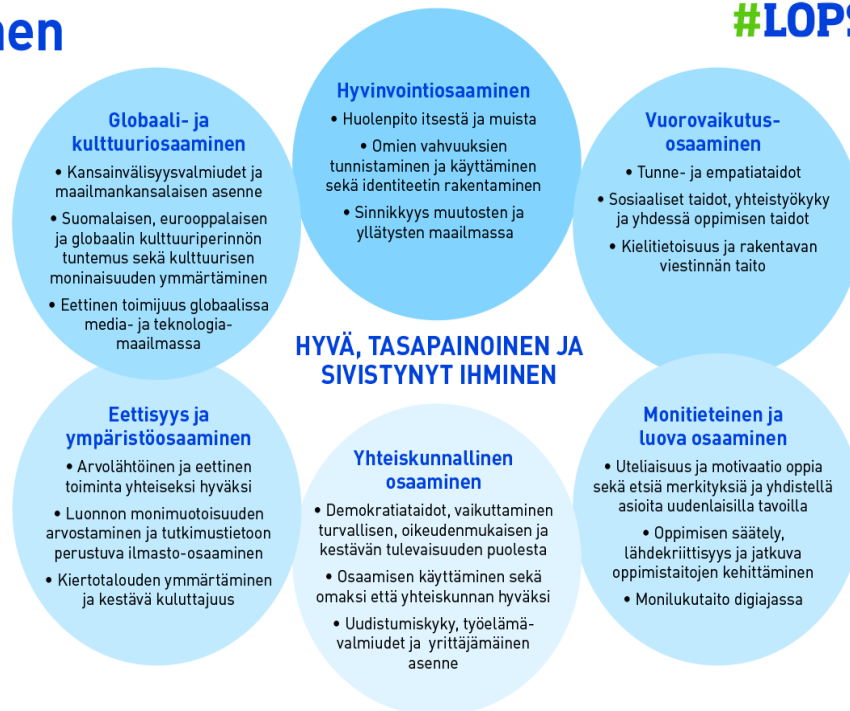 #LOPS
Hyvinvointiosaaminen
• Huolenpito itsestä ja muista
• Omien vahvuuksien
tunnistaminen ja käyttäminen
sekä identiteetin rakentaminen
• Sinnikkyys muutosten ja
yllätysten maailmassa
Globaali- ja
kulttuuriosaaminen
• Kansainvälisyysvalmiudet ja
maailmankansalaisen asenne
• Suomalaisen, eurooppalaisen
ja globaalin kulttuuriperinnön
tuntemus sekä kulttuurisen
moninaisuuden ymmärtäminen
• Eettinen toimijuus globaalissa
media- ja teknologia-
maailmassa
Vuorovaikutus-
osaaminen
• Tunne- ja empatiataidot
• Sosiaaliset taidot, yhteistyökyky
ja yhdessä oppimisen taidot
• Kielitietoisuus ja rakentavan
viestinnän taito
HYVÄ, TASAPAINOINEN JA
SIVISTYNYT IHMINEN
Eettisyys ja
ympäristöosaaminen
• Arvolähtöinen ja eettinen
toiminta yhteiseksi hyväksi
• Luonnon monimuotoisuuden
arvostaminen ja tutkimustietoon
perustuva ilmasto-osaaminen
• Kiertotalouden ymmärtäminen
ja kestävä kuluttajuus
Yhteiskunnallinen
osaaminen
• Demokratiataidot, vaikuttaminen
turvallisen, oikeudenmukaisen ja
kestävän tulevaisuuden puolesta
• Osaamisen käyttäminen sekä
omaksi että yhteiskunnan hyväksi
• Uudistumiskyky, työelämä-
valmiudet ja yrittäjämäinen
asenne
Monitieteinen ja
luova osaaminen
• Uteliaisuus ja motivaatio oppia
sekä etsiä merkityksiä ja yhdistellä
asioita uudenlaisilla tavoilla
• Oppimisen säätely,
lähdekriittisyys ja jatkuva
oppimistaitojen kehittäminen
• Monilukutaito digiajassa